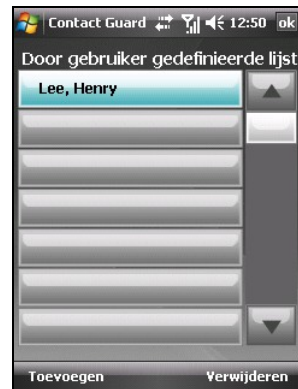 Contact Guard 12:50 ok
Door gebruiker gedefinieerde lijst
Lee, Henry
Toevoegen Verwijderen